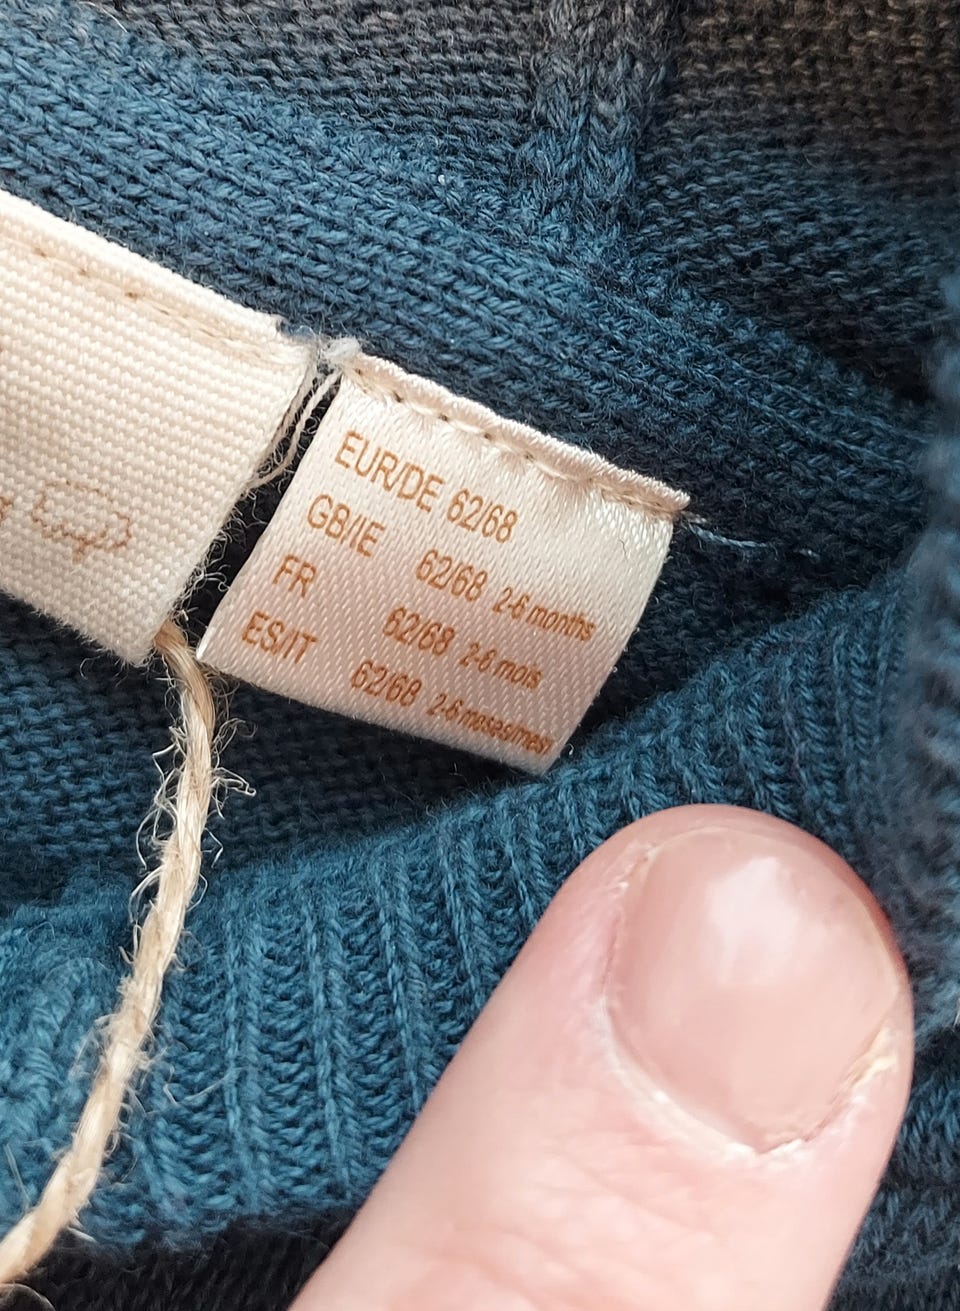 EUR/DE 62/68
GB/IE 62/68 2-6 months
FR 62/68 2-6 mois
ES/IT 62/68 2-6 meses/mesi